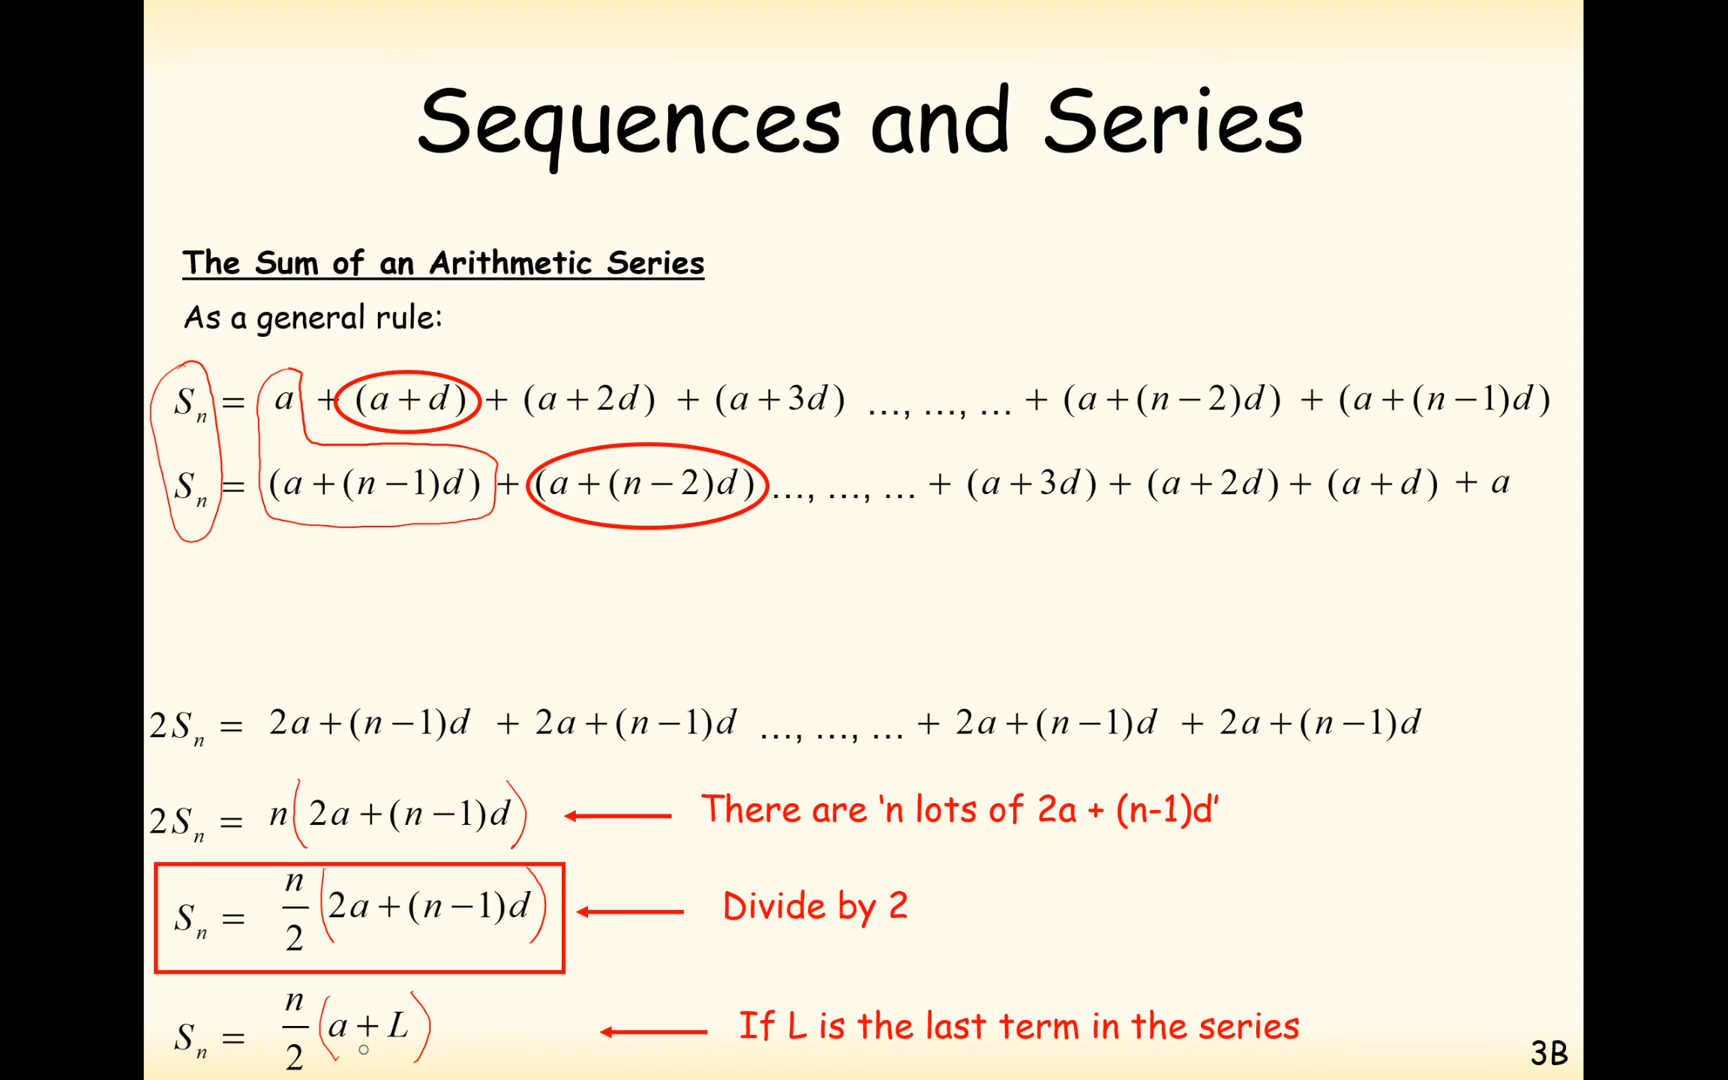 Sequences and Series
The Sum of an Arithmetic Series
As a general rule:
Sₙ = a + (a + d) + (a + 2d) + (a + 3d) ..., ..., ... + (a + (n − 2)d) + (a + (n − 1)d)
Sₙ = (a + (n − 1)d) + (a + (n − 2)d) ..., ..., ... + (a + 3d) + (a + 2d) + (a + d) + a
2Sₙ = 2a + (n − 1)d + 2a + (n − 1)d ..., ..., ... + 2a + (n − 1)d + 2a + (n − 1)d
2Sₙ = n(2a + (n − 1)d) There are 'n lots of 2a + (n-1)d'
Sₙ = n/2 (2a + (n − 1)d) Divide by 2
Sₙ = n/2 (a + L) If L is the last term in the series
3B